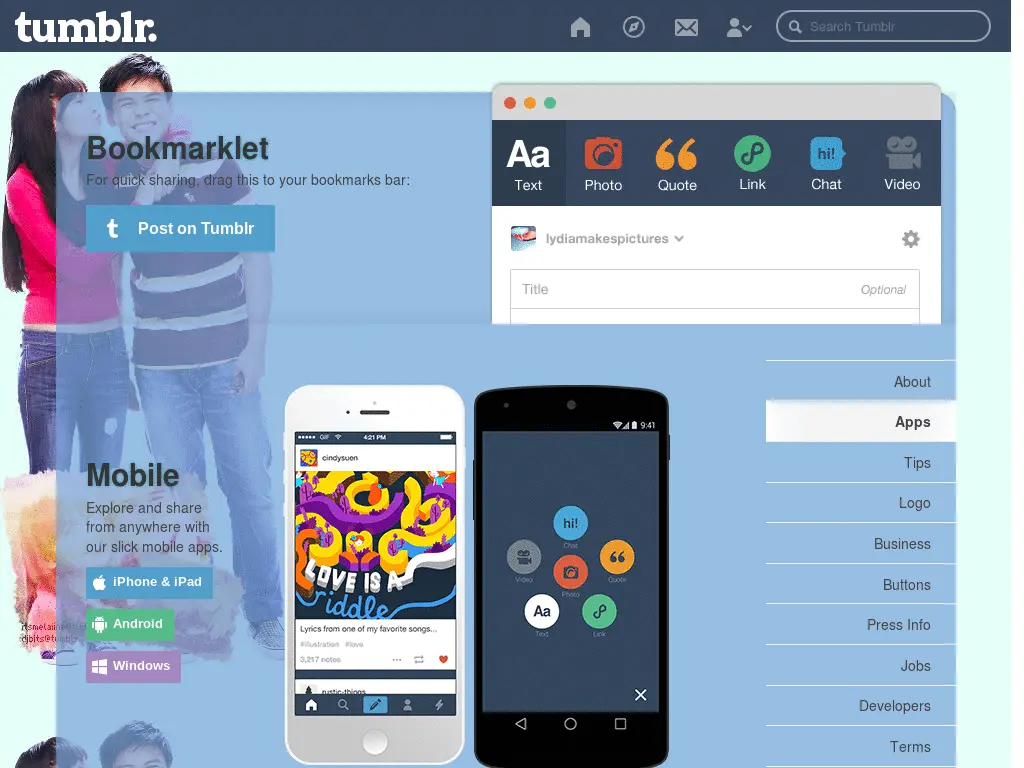 tumblr.
Search Tumblr
Bookmarklet
For quick sharing, drag this to your bookmarks bar:
t Post on Tumblr
Aa
hi!
Text
Photo
Quote
Link
Chat
Video
lydiamakespictures
Title
Optional
About
Apps
Tips
Logo
Business
Buttons
Press Info
Jobs
Developers
Terms
Mobile
Explore and share
from anywhere with
our slick mobile apps.
iPhone & iPad
Android
Windows
GIF
4:21 PM
cindysuen
LOVE IS A
riddle
Lyrics from one of my favorite songs...
#illustration #love
3,217 notes
rustic-things
9:41
hi!
Chat
Video
Quote
Photo
Aa
Text
Link